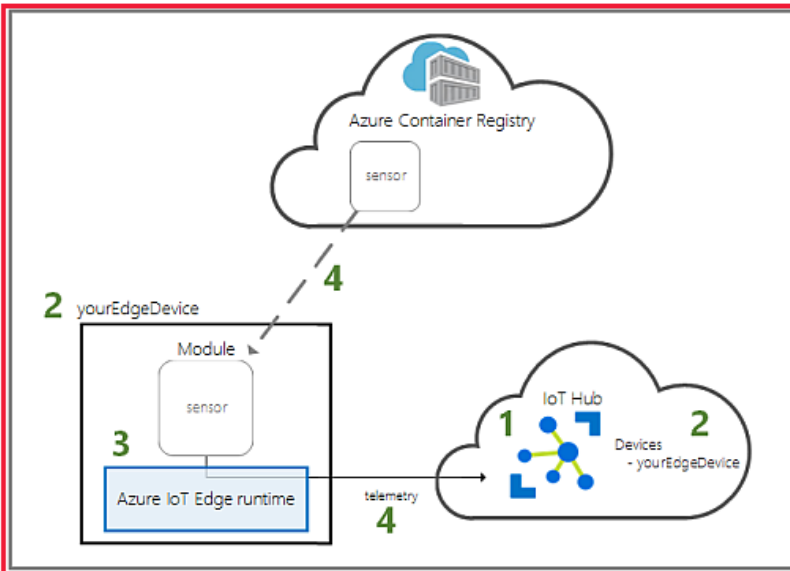 Azure Container Registry
sensor
4
2 yourEdgeDevice
Module
sensor
3
Azure IoT Edge runtime
telemetry
4
IoT Hub
1
2
Devices
- yourEdgeDevice